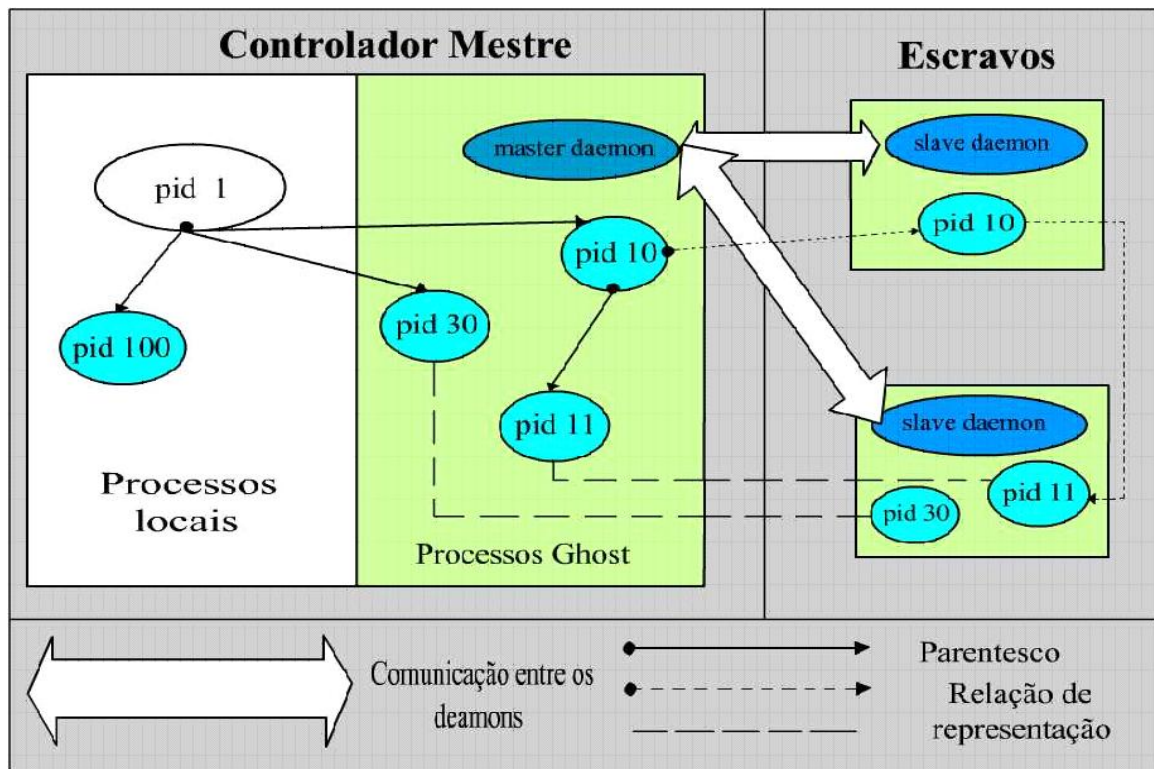 Controlador Mestre
pid 1
pid 100
Processos
locais
master daemon
pid 10
pid 30
pid 11
Processos Ghost
Escravos
slave daemon
pid 10
slave daemon
pid 11
pid 30
Comunicação entre os
deamons
Parentesco
Relação de
representação